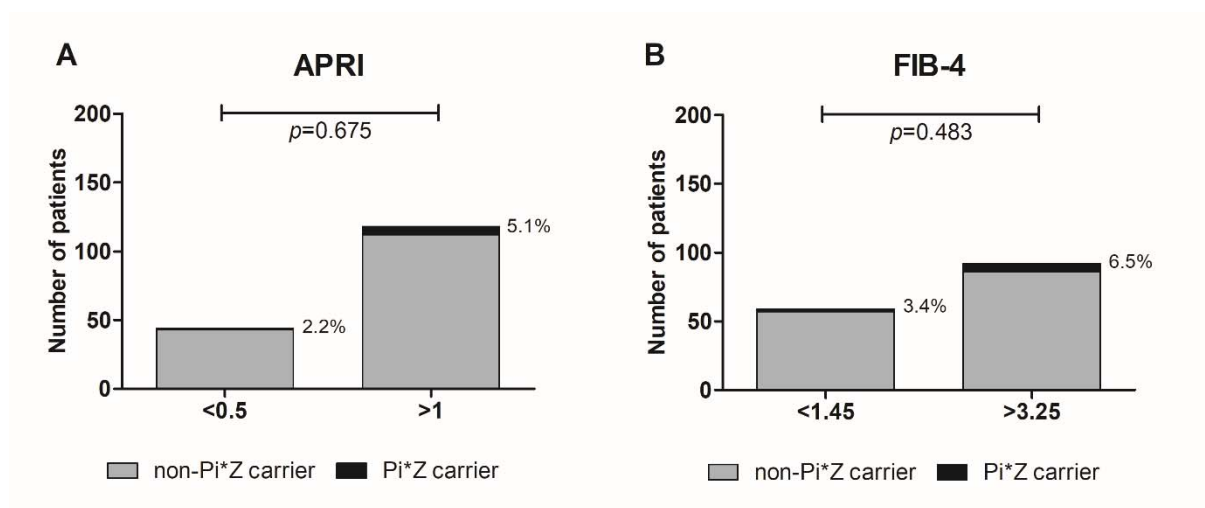 A
APRI
200
150
100
50
0
Number of patients
p=0.675
2.2%
5.1%
<0.5
>1
non-Pi*Z carrier
Pi*Z carrier
B
FIB-4
200
150
100
50
0
Number of patients
p=0.483
3.4%
6.5%
<1.45
>3.25
non-Pi*Z carrier
Pi*Z carrier